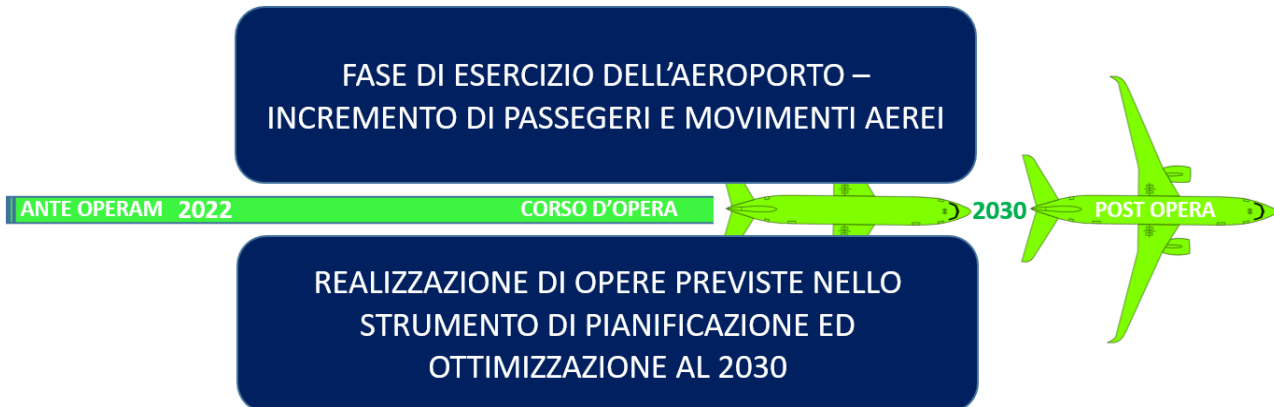 FASE DI ESERCIZIO DELL'AEROPORTO –
INCREMENTO DI PASSEGERI E MOVIMENTI AEREI
ANTE OPERAM 2022 CORSO D'OPERA 2030 POST OPERA
REALIZZAZIONE DI OPERE PREVISTE NELLO
STRUMENTO DI PIANIFICAZIONE ED
OTTIMIZZAZIONE AL 2030